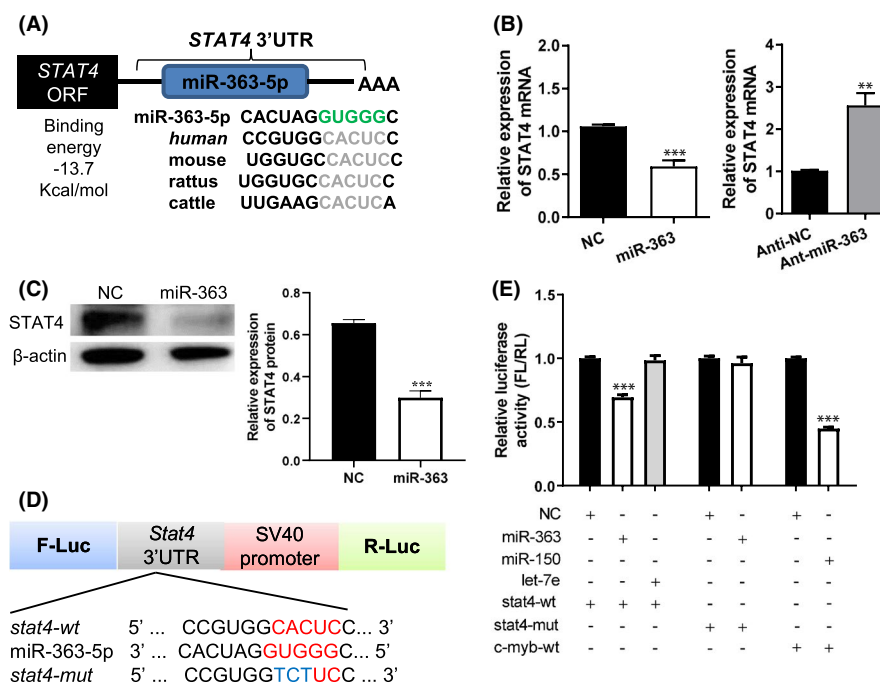 (A)
STAT4 3'UTR
STAT4
ORF
miR-363-5p
AAA
Binding
energy
-13.7
Kcal/mol
miR-363-5p CACUAGGUGGGC
human CCGUGGCACUCC
mouse UGGUGCCACUCC
rattus UGGUGCCACUCC
cattle UUGAAGCACUCA
(B)
Relative expression
of STAT4 mRNA
2.0
1.5
1.0
0.5
0.0
***
NC
miR-363
Relative expression
of STAT4 mRNA
4
3
2
1
0
**
Anti-NC
Ant-miR-363
(C)
NC miR-363
STAT4
β-actin
Relative expression
of STAT4 protein
0.8
0.6
0.4
0.2
0.0
***
NC miR-363
(D)
F-Luc
Stat4
3'UTR
SV40
promoter
R-Luc
stat4-wt 5' ... CCGUGGCACUCC... 3'
miR-363-5p 3' ... CACUAGGUGGGC ... 5'
stat4-mut 5' ... CCGUGGTCTUCC ... 3'
(E)
Relative luciferase
activity (FL/RL)
1.5
1.0
0.5
0.0
***
***
NC + - - + - + -
miR-363 - + - - + - -
miR-150 - - - - - - +
let-7e - - + - - - -
stat4-wt + + + - - - -
stat4-mut - - - + + - -
c-myb-wt - - - - - + +